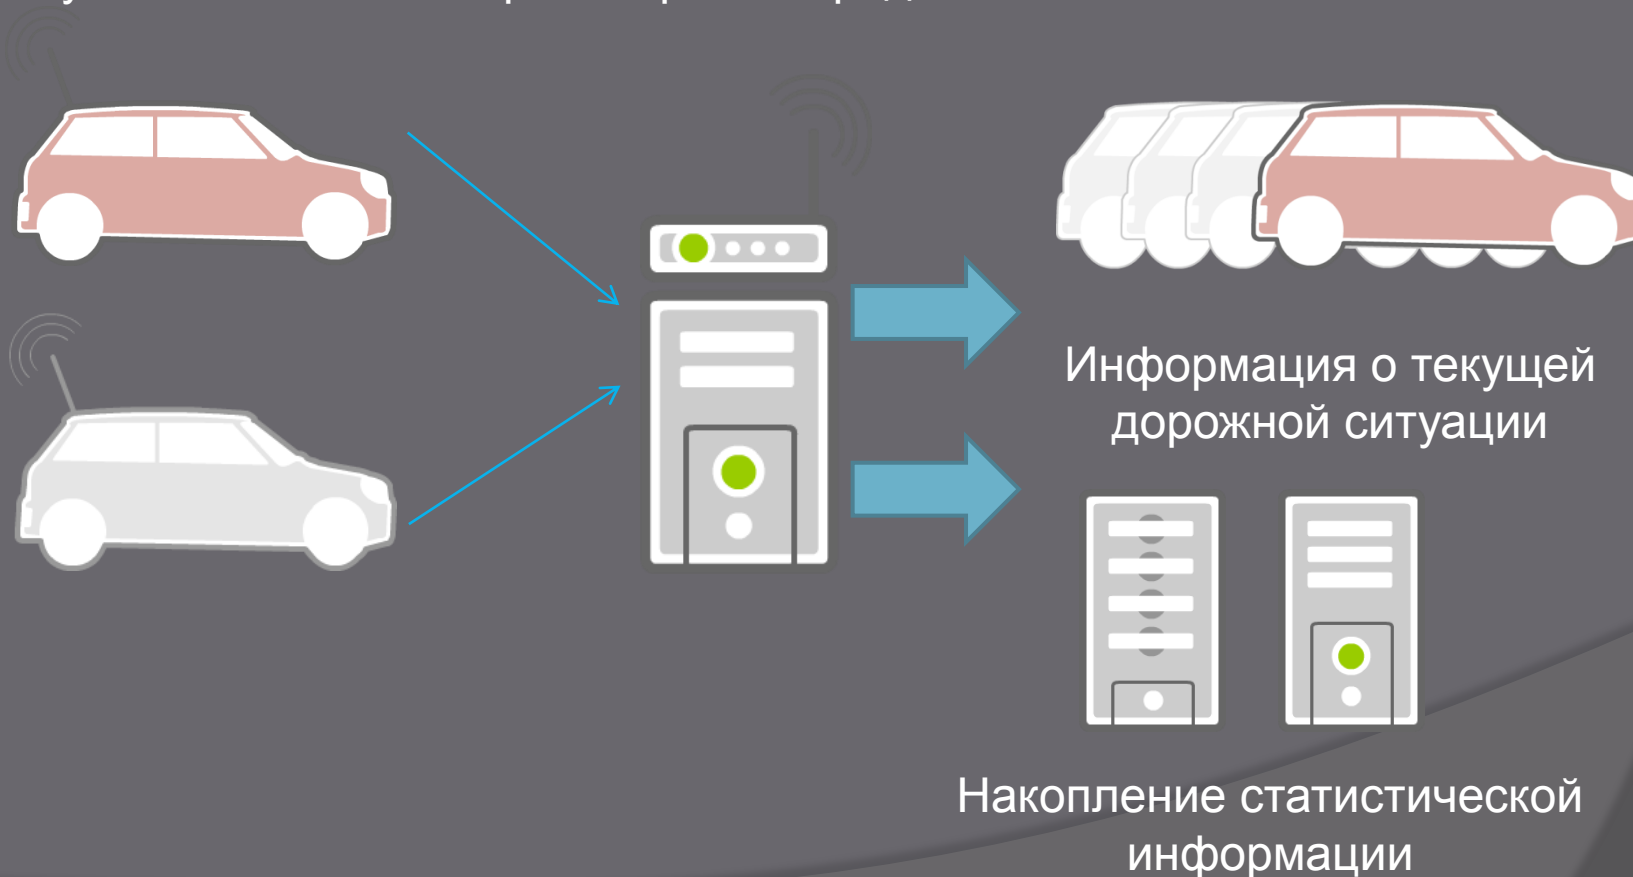 Информация о текущей
дорожной ситуации
Накопление статистической
информации